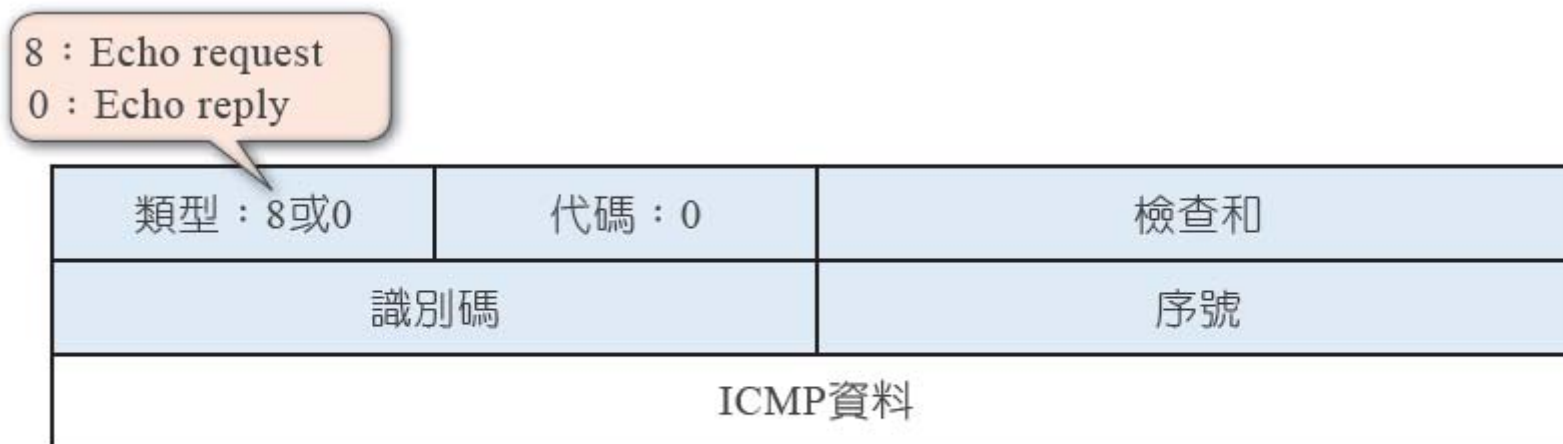 8：Echo request
0：Echo reply
類型：8或0
代碼：0
檢查和
識別碼
序號
ICMP資料